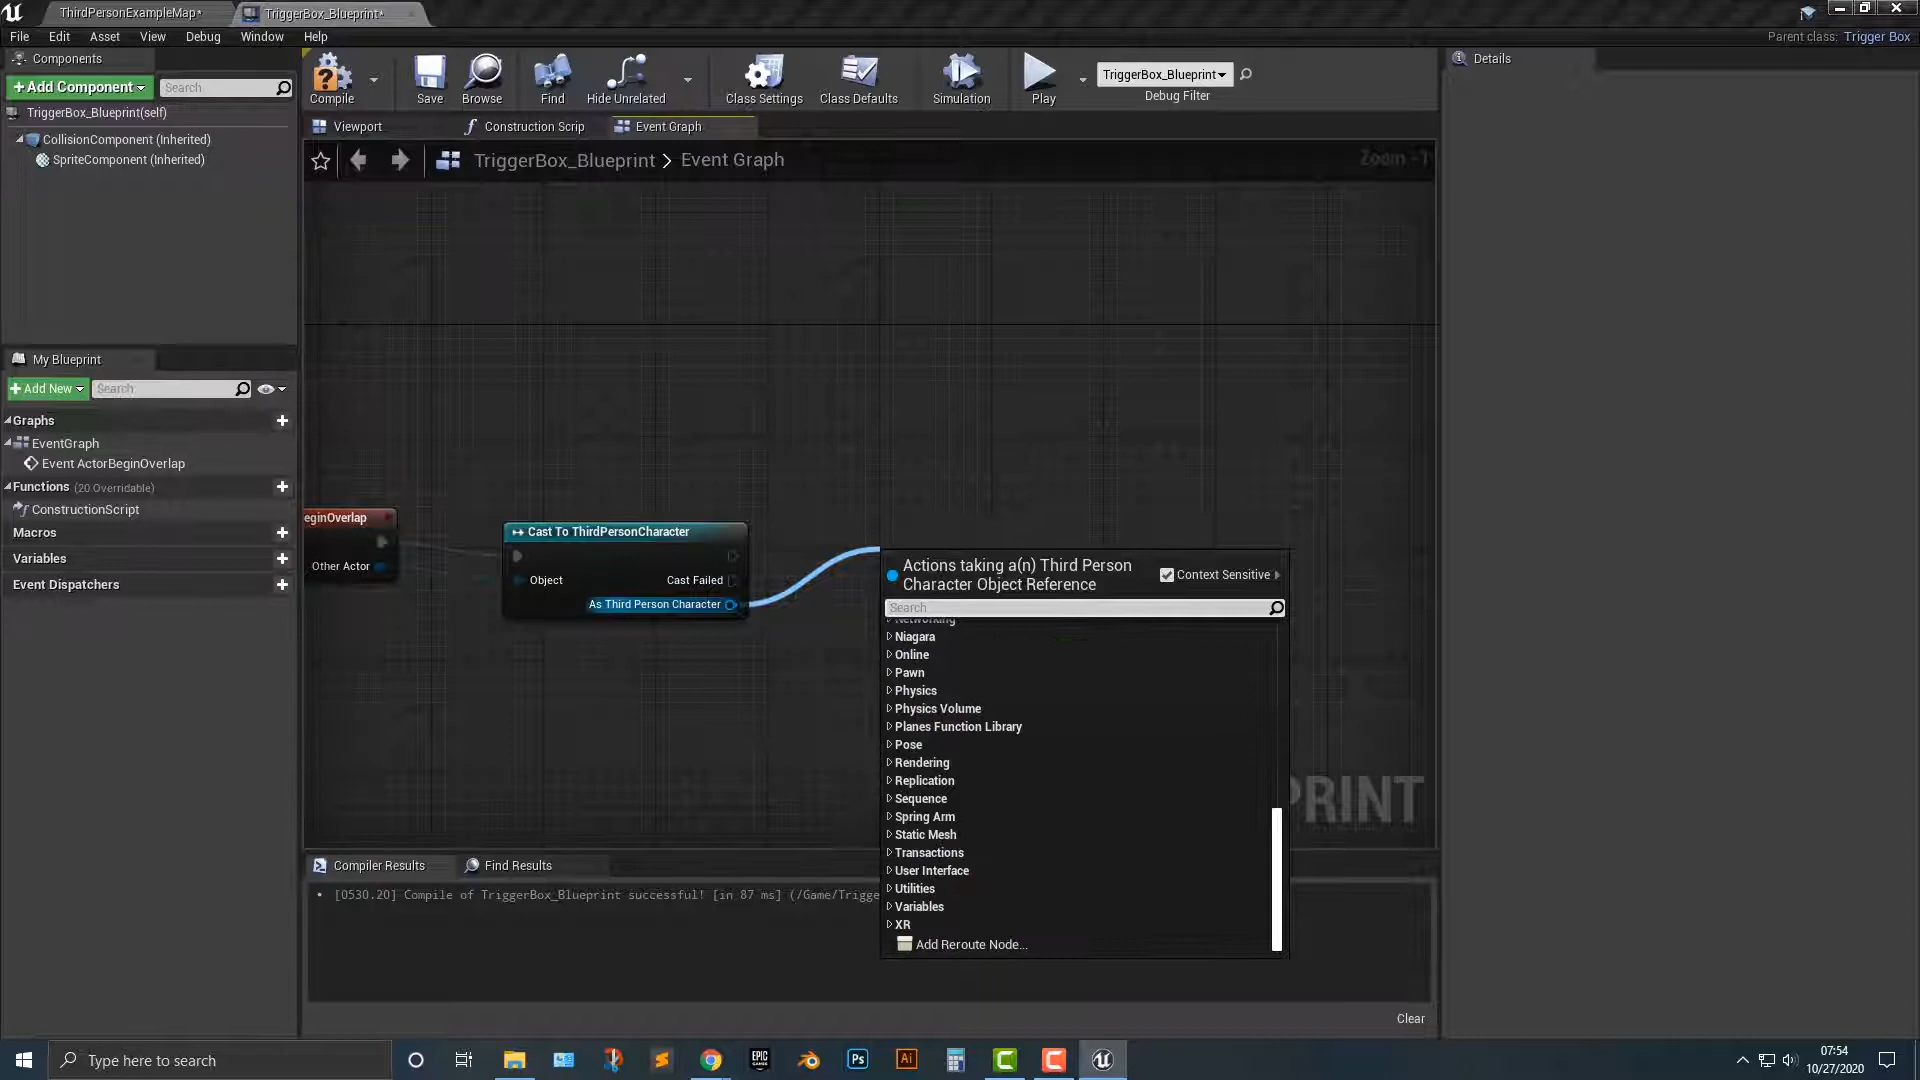 ThirdPersonExampleMap*
TriggerBox_Blueprint*
File Edit Asset View Debug Window Help
Parent class: Trigger Box
Components
+Add Component
Search
TriggerBox_Blueprint(self)
CollisionComponent (Inherited)
SpriteComponent (Inherited)
Compile
Save
Browse
Find
Hide Unrelated
Class Settings
Class Defaults
Simulation
Play
TriggerBox_Blueprint
Debug Filter
Details
Viewport
Construction Scrip
Event Graph
TriggerBox_Blueprint > Event Graph
Zoom -1
My Blueprint
+Add New
Search
Graphs
EventGraph
Event ActorBeginOverlap
Functions (20 Overridable)
ConstructionScript
Macros
Variables
Event Dispatchers
eginOverlap
Other Actor
Cast To ThirdPersonCharacter
Object
Cast Failed
As Third Person Character
Actions taking a(n) Third Person
Character Object Reference
Context Sensitive
Search
Networking
Niagara
Online
Pawn
Physics
Physics Volume
Planes Function Library
Pose
Rendering
Replication
Sequence
Spring Arm
Static Mesh
Transactions
User Interface
Utilities
Variables
XR
Add Reroute Node...
PRINT
Compiler Results
Find Results
[0530.20] Compile of TriggerBox_Blueprint successful! [in 87 ms] (/Game/Trigge
Clear
Type here to search
EPIC
GAMES
Ps
Ai
07:54
10/27/2020